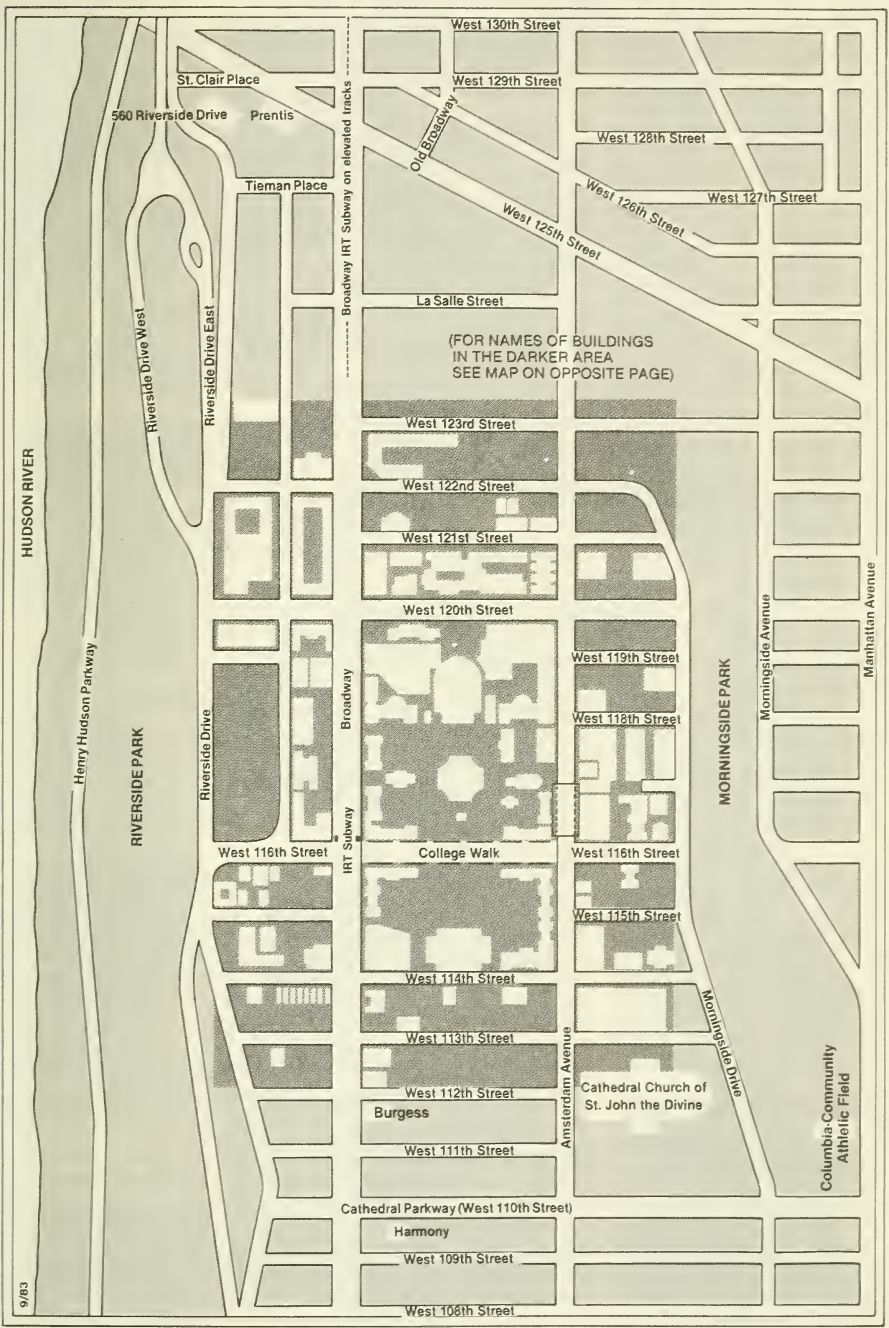 West 130th Street
St. Clair Place
West 129th Street
560 Riverside Drive
Prentis
Old Broadway
West 128th Street
Tieman Place
West 127th Street
West 126th Street
West 125th Street
Broadway IRT Subway on elevated tracks
La Salle Street
Riverside Drive West
Riverside Drive East
(FOR NAMES OF BUILDINGS
IN THE DARKER AREA
SEE MAP ON OPPOSITE PAGE)
West 123rd Street
HUDSON RIVER
West 122nd Street
West 121st Street
West 120th Street
Henry Hudson Parkway
RIVERSIDE PARK
Riverside Drive
Broadway
West 119th Street
West 118th Street
MORNINGSIDE PARK
Morningside Avenue
Manhattan Avenue
West 116th Street
IRT Subway
College Walk
West 116th Street
West 115th Street
West 114th Street
West 113th Street
Amsterdam Avenue
Morningside Drive
West 112th Street
Cathedral Church of
St. John the Divine
Burgess
West 111th Street
Columbia-Community
Athletic Field
Cathedral Parkway (West 110th Street)
Harmony
West 109th Street
West 108th Street
9/83